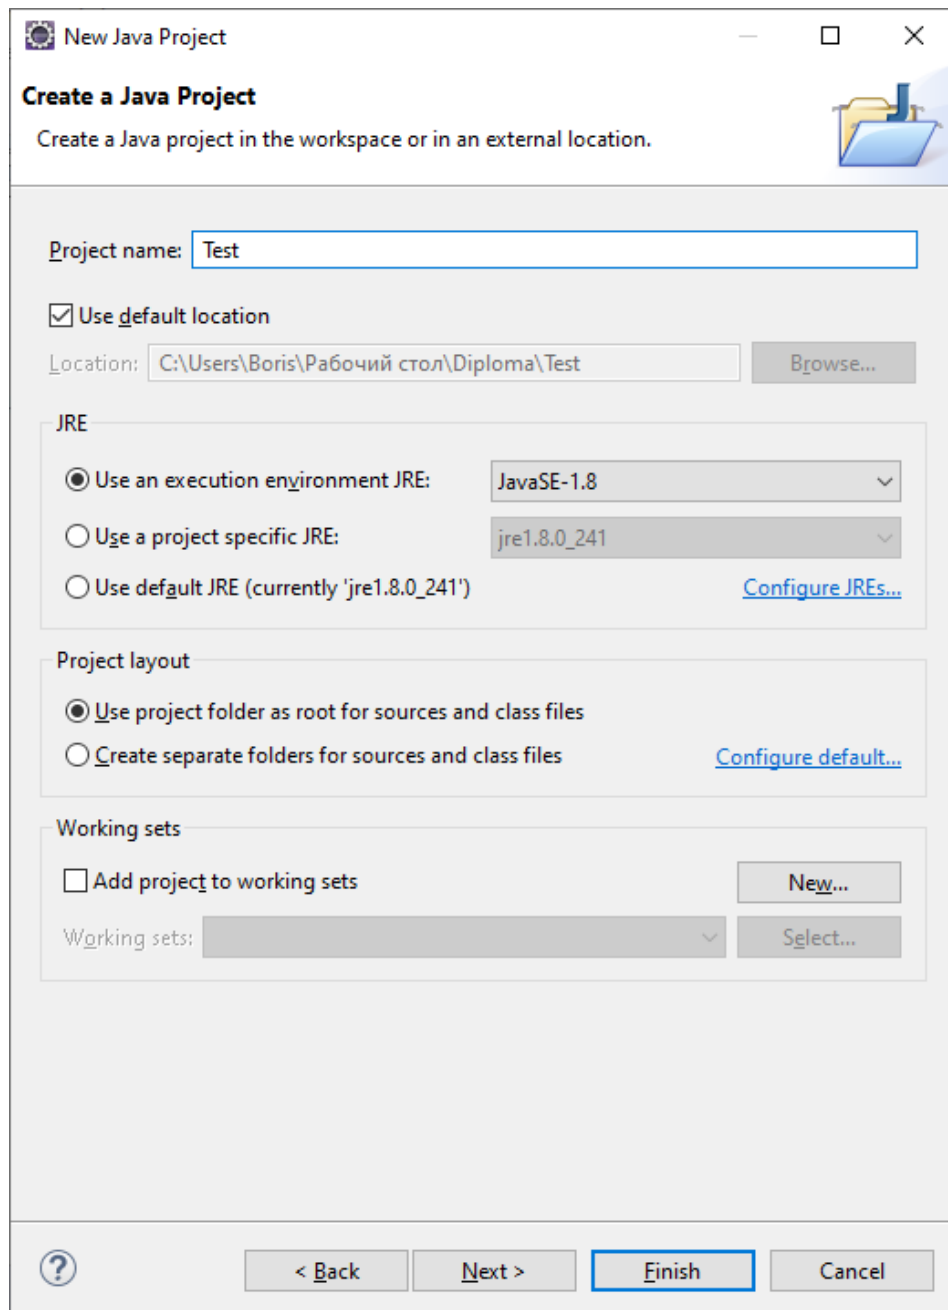 New Java Project
Create a Java Project
Create a Java project in the workspace or in an external location.
Project name: Test
Use default location
Location: C:\Users\Boris\Рабочий стол\Diploma\Test Browse...
JRE
Use an execution environment JRE: JavaSE-1.8
Use a project specific JRE: jre1.8.0_241
Use default JRE (currently 'jre1.8.0_241') Configure JREs...
Project layout
Use project folder as root for sources and class files
Create separate folders for sources and class files Configure default...
Working sets
Add project to working sets New...
Working sets: Select...
? < Back Next > Finish Cancel